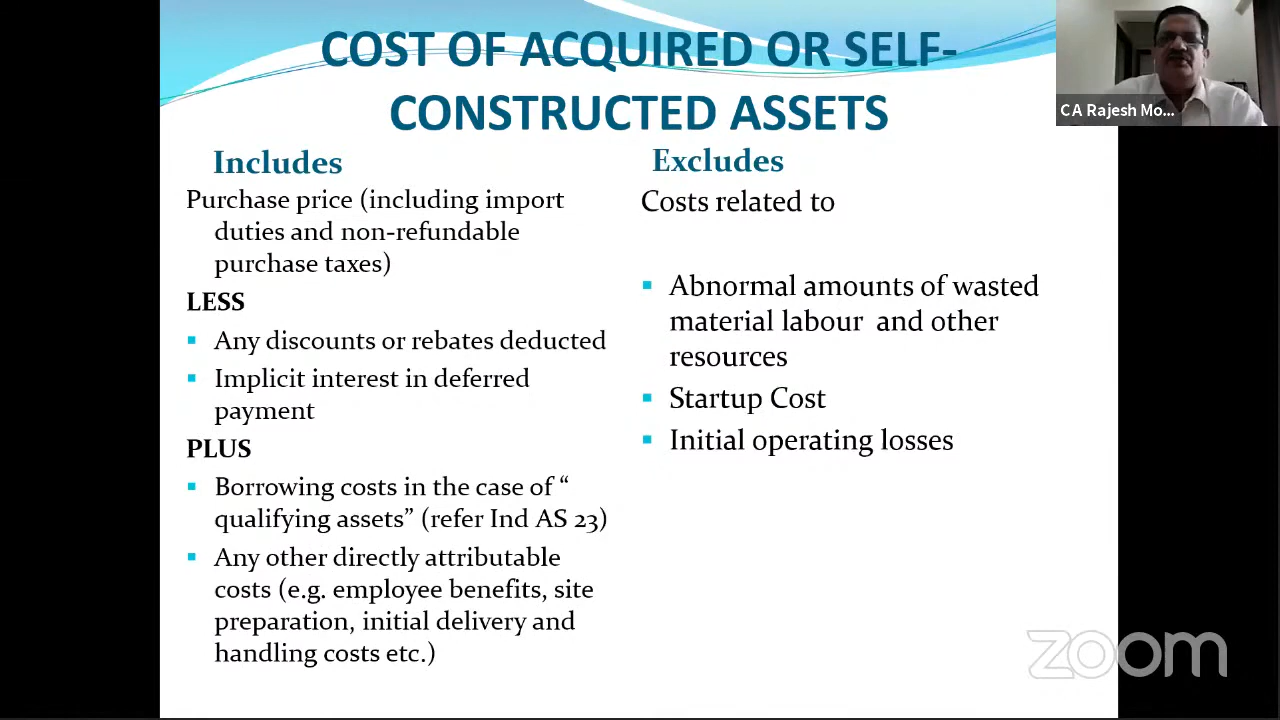 COST OF ACQUIRED OR SELF-
CONSTRUCTED ASSETS
C A Rajesh Mo...
Includes
Purchase price (including import
duties and non-refundable
purchase taxes)
LESS
▪ Any discounts or rebates deducted
▪ Implicit interest in deferred
payment
PLUS
▪ Borrowing costs in the case of “
qualifying assets” (refer Ind AS 23)
▪ Any other directly attributable
costs (e.g. employee benefits, site
preparation, initial delivery and
handling costs etc.)
Excludes
Costs related to
▪ Abnormal amounts of wasted
material labour and other
resources
▪ Startup Cost
▪ Initial operating losses
zoom